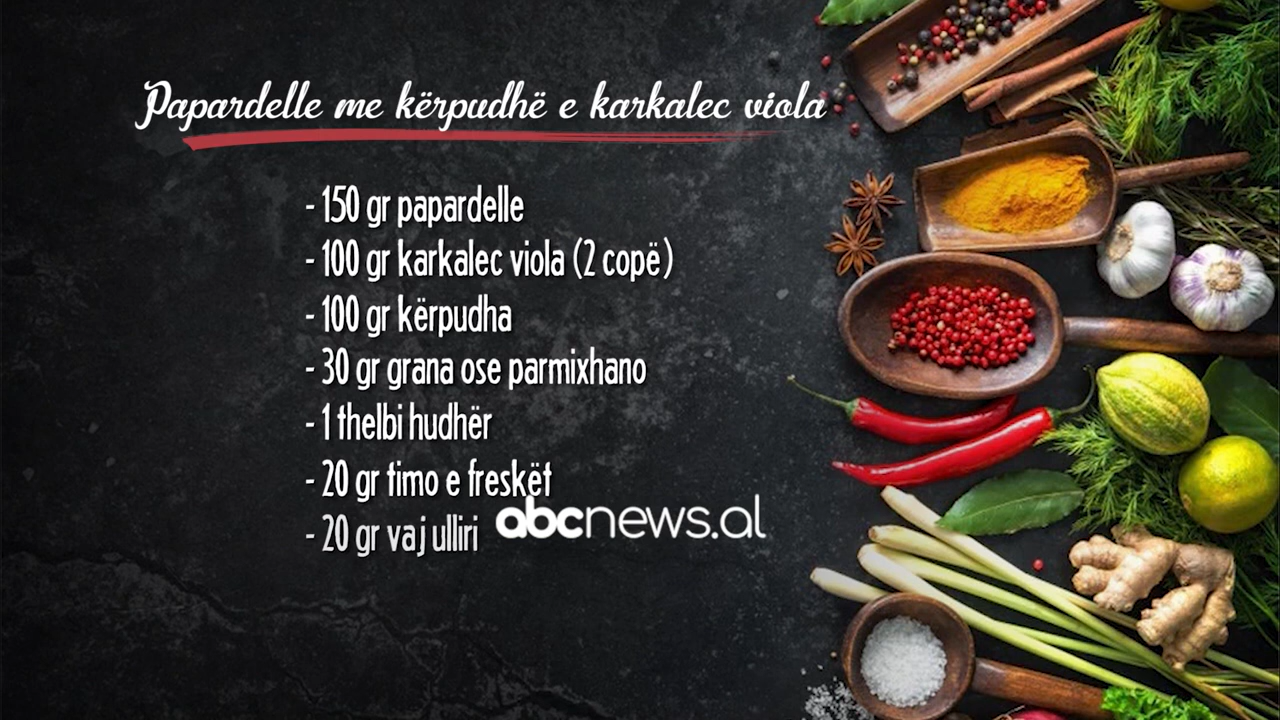 Papardelle me kërpudhë e karkalec viola
- 150 gr papardelle
- 100 gr karkalec viola (2 copë)
- 100 gr kërpudha
- 30 gr grana ose parmixhano
- 1 thelbi hudhër
- 20 gr timo e freskët
- 20 gr vaj ulliri
abcnews.al